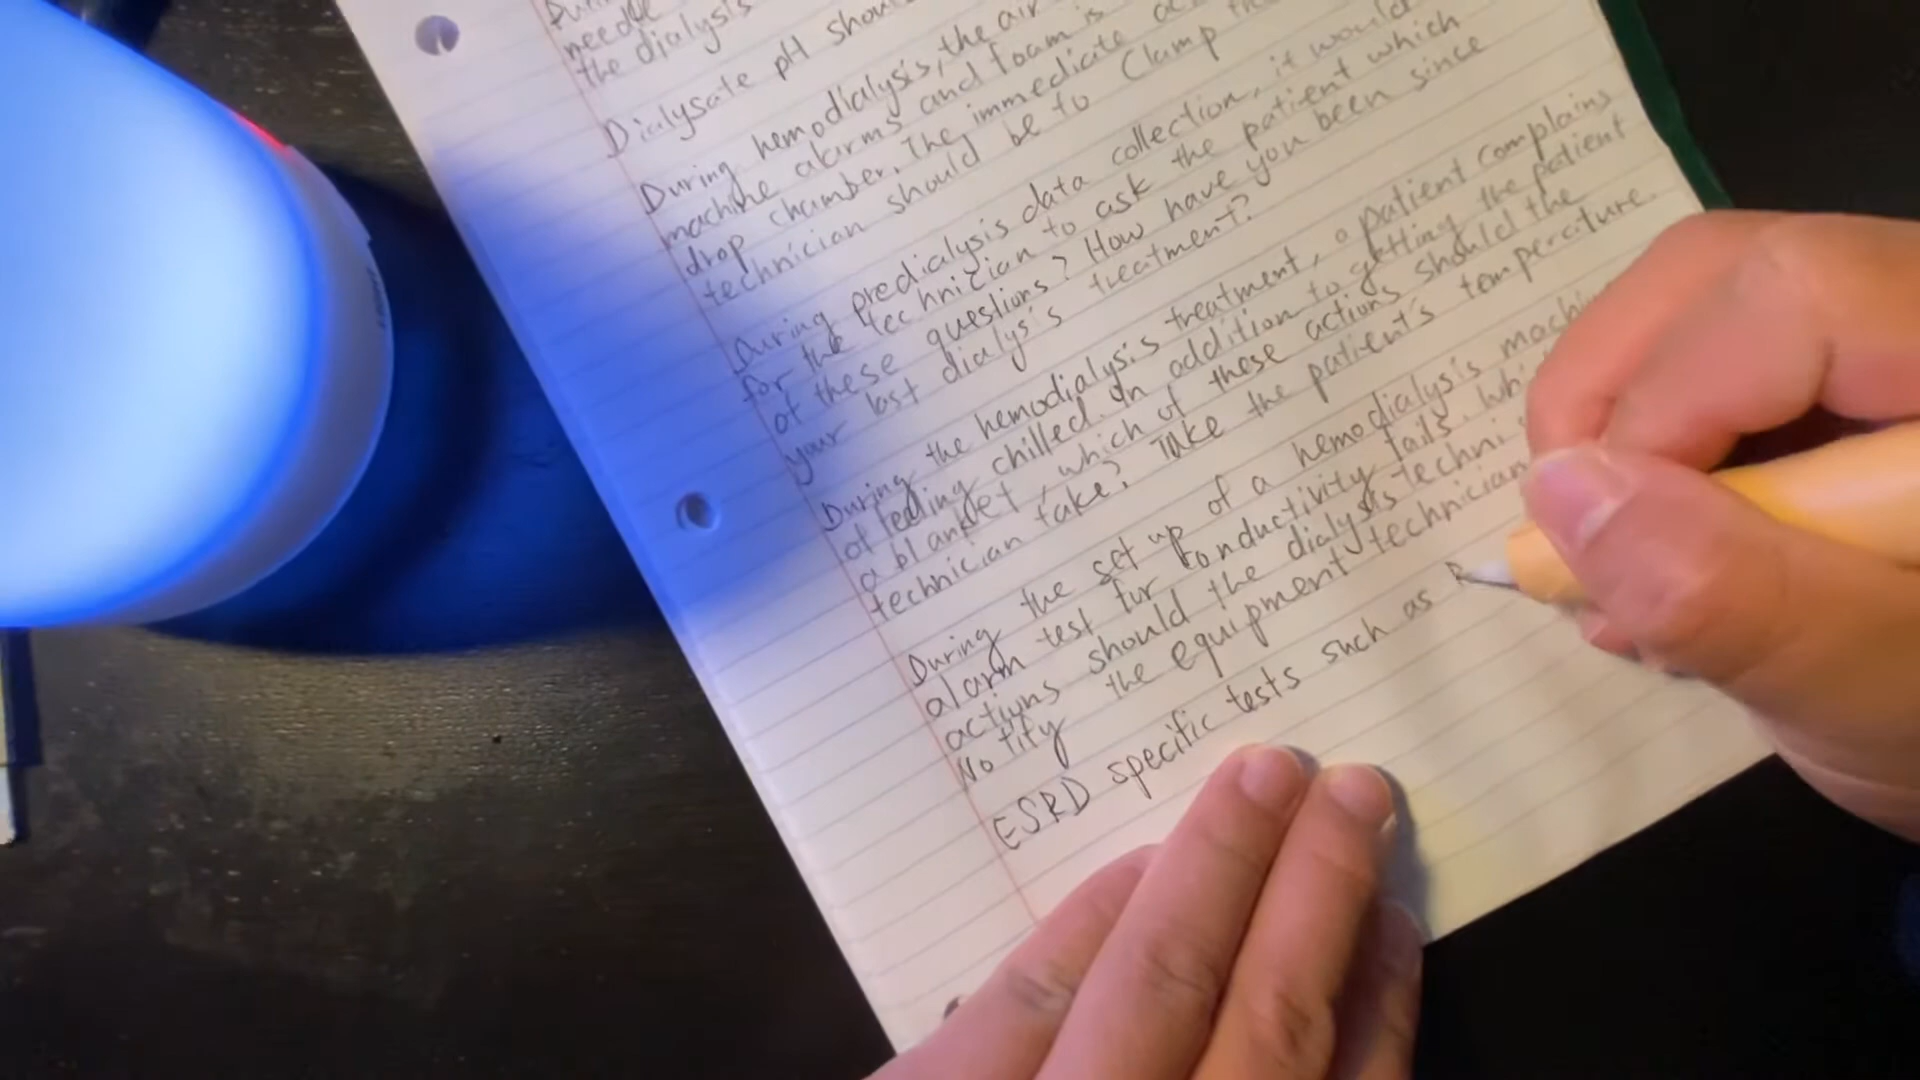 needle
the dialysis
Dialysate pH should
During hemodialysis, the air
machine alarms and foam is
drop chamber. The immediate
technician should be to Clamp
During predialysis data collection, it would
for the technician to ask the patient which
of these questions? How have you been since
your last dialysis treatment?
During the hemodialysis treatment, a patient complains
of feeling chilled. In addition to getting the patient
a blanket, which of these actions should the
technician take? Take the patient's temperature.
During the set up of a hemodialysis
alarm test for conductivity fails.
actions should the dialysis
Notify the equipment technician
ESRD specific tests such as